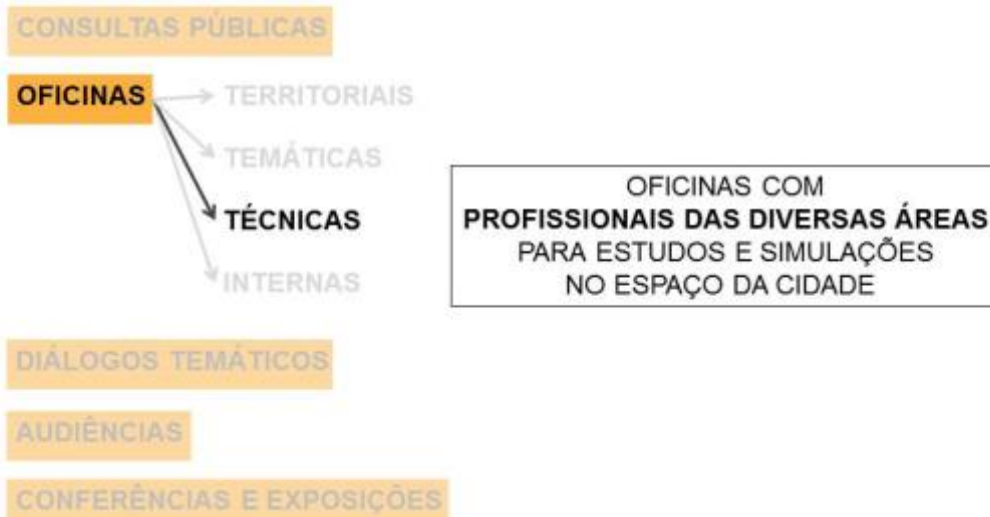 CONSULTAS PÚBLICAS
OFICINAS
TERRITORIAIS
TEMÁTICAS
TÉCNICAS
INTERNAS
OFICINAS COM
PROFISSIONAIS DAS DIVERSAS ÁREAS
PARA ESTUDOS E SIMULAÇÕES
NO ESPAÇO DA CIDADE
DIÁLOGOS TEMÁTICOS
AUDIÊNCIAS
CONFERÊNCIAS E EXPOSIÇÕES